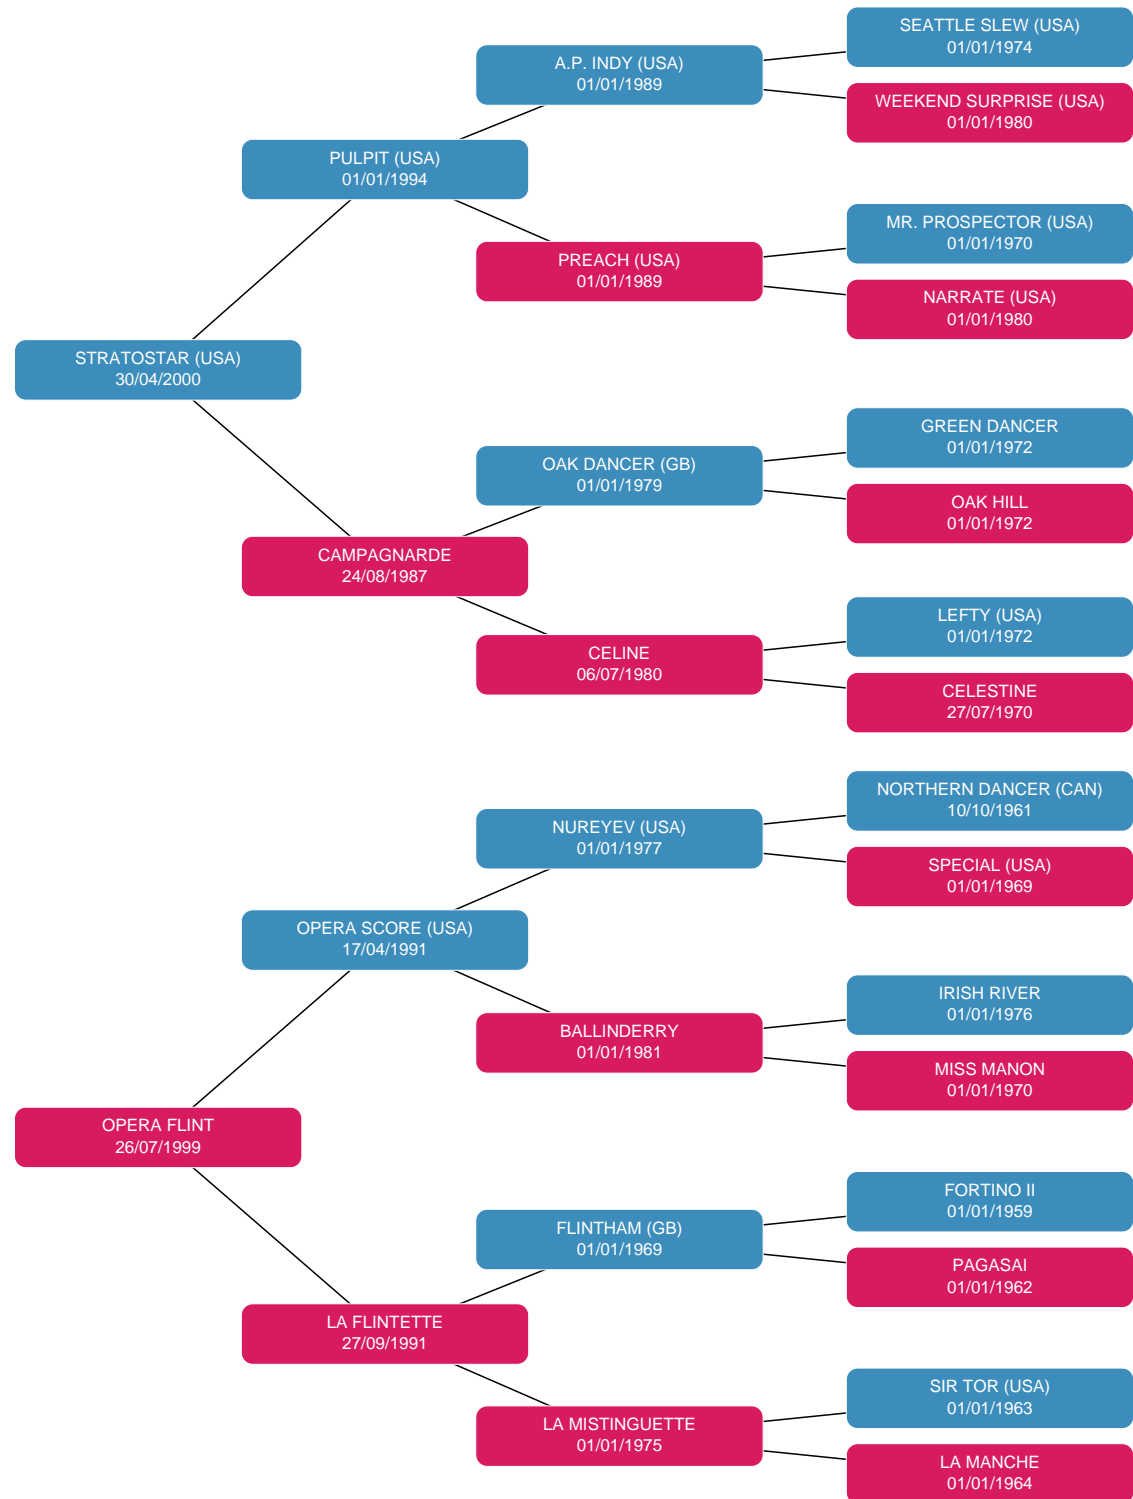 SEATTLE SLEW (USA)
01/01/1974
A.P. INDY (USA)
01/01/1989
WEEKEND SURPRISE (USA)
01/01/1980
PULPIT (USA)
01/01/1994
MR. PROSPECTOR (USA)
01/01/1970
PREACH (USA)
01/01/1989
NARRATE (USA)
01/01/1980
STRATOSTAR (USA)
30/04/2000
GREEN DANCER
01/01/1972
OAK DANCER (GB)
01/01/1979
OAK HILL
01/01/1972
CAMPAGNARDE
24/08/1987
LEFTY (USA)
01/01/1972
CELINE
06/07/1980
CELESTINE
27/07/1970
NORTHERN DANCER (CAN)
10/10/1961
NUREYEV (USA)
01/01/1977
SPECIAL (USA)
01/01/1969
OPERA SCORE (USA)
17/04/1991
IRISH RIVER
01/01/1976
BALLINDERRY
01/01/1981
MISS MANON
01/01/1970
OPERA FLINT
26/07/1999
FORTINO II
01/01/1959
FLINTHAM (GB)
01/01/1969
PAGASAI
01/01/1962
LA FLINTETTE
27/09/1991
SIR TOR (USA)
01/01/1963
LA MISTINGUETTE
01/01/1975
LA MANCHE
01/01/1964